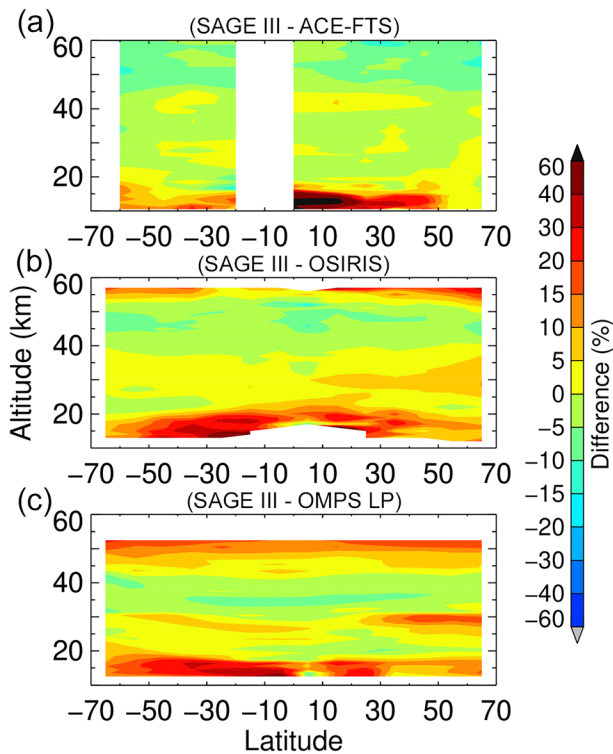 (a)
(SAGE III - ACE-FTS)
60
40
20
−70 −50 −30 −10 10 30 50 70
(b)
(SAGE III - OSIRIS)
60
40
20
−70 −50 −30 −10 10 30 50 70
(c)
(SAGE III - OMPS LP)
60
40
20
−70 −50 −30 −10 10 30 50 70
Latitude
Altitude (km)
60
40
30
20
15
10
5
0
−5
−10
−15
−20
−30
−40
−60
Difference (%)